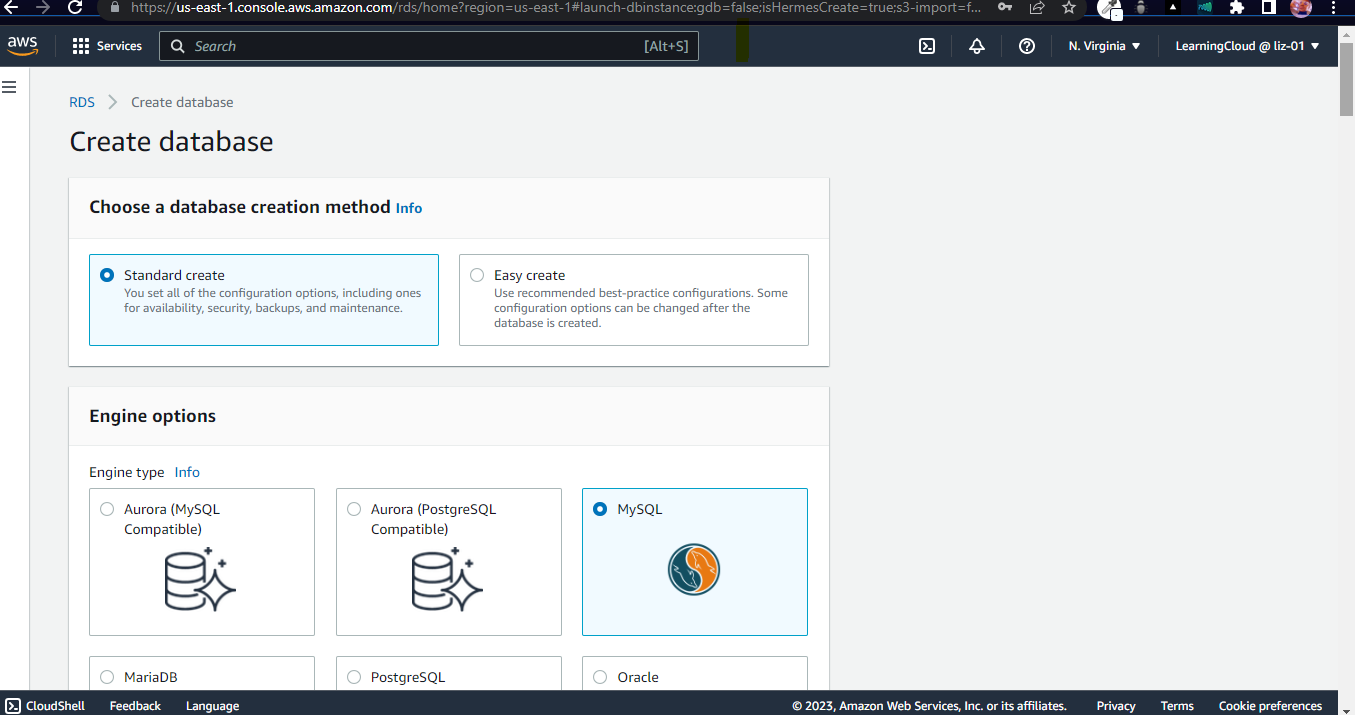 https://us-east-1.console.aws.amazon.com/rds/home?region=us-east-1#launch-dbinstance:gdb=false;isHermesCreate=true;s3-import=f...
aws
Services
Search
[Alt+S]
N. Virginia
LearningCloud @ liz-01
RDS
Create database
Create database
Choose a database creation method Info
Standard create
You set all of the configuration options, including ones
for availability, security, backups, and maintenance.
Easy create
Use recommended best-practice configurations. Some
configuration options can be changed after the
database is created.
Engine options
Engine type Info
Aurora (MySQL
Compatible)
Aurora (PostgreSQL
Compatible)
MySQL
MariaDB
PostgreSQL
Oracle
CloudShell
Feedback
Language
© 2023, Amazon Web Services, Inc. or its affiliates.
Privacy
Terms
Cookie preferences